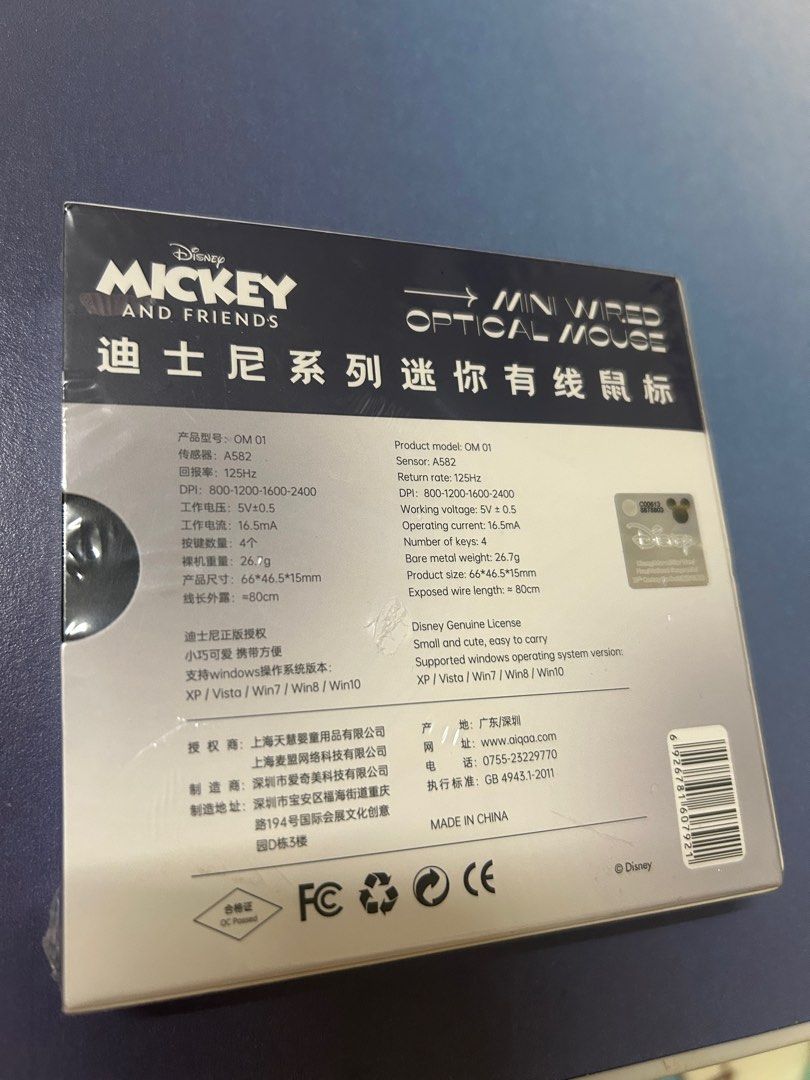 Disney
MICKEY
AND FRIENDS
MINI WIRED
OPTICAL MOUSE
迪士尼系列迷你有线鼠标
产品型号：OM 01
传感器：A582
回报率：125Hz
DPI：800-1200-1600-2400
工作电压：5V±0.5
工作电流：16.5mA
按键数量：4个
裸机重量：26.7g
产品尺寸：66*46.5*15mm
线长外露：≈80cm
迪士尼正版授权
小巧可爱 携带方便
支持windows操作系统版本：
XP / Vista / Win7 / Win8 / Win10
Product model: OM 01
Sensor: A582
Return rate: 125Hz
DPI: 800-1200-1600-2400
Working voltage: 5V ± 0.5
Operating current: 16.5mA
Number of keys: 4
Bare metal weight: 26.7g
Product size: 66*46.5*15mm
Exposed wire length: ≈ 80cm
Disney Genuine License
Small and cute, easy to carry
Supported windows operating system version:
XP / Vista / Win7 / Win8 / Win10
Disney
授权商：上海天慧婴童用品有限公司
上海麦盟网络科技有限公司
制造商：深圳市爱奇美科技有限公司
制造地址：深圳市宝安区福海街道重庆
路194号国际会展文化创意
园D栋3楼
产地：广东/深圳
网址：www.aiqaa.com
电话：0755-23229770
执行标准：GB 4943.1-2011
MADE IN CHINA
6926781607921
© Disney
合格证
QC Passed
FC
CE